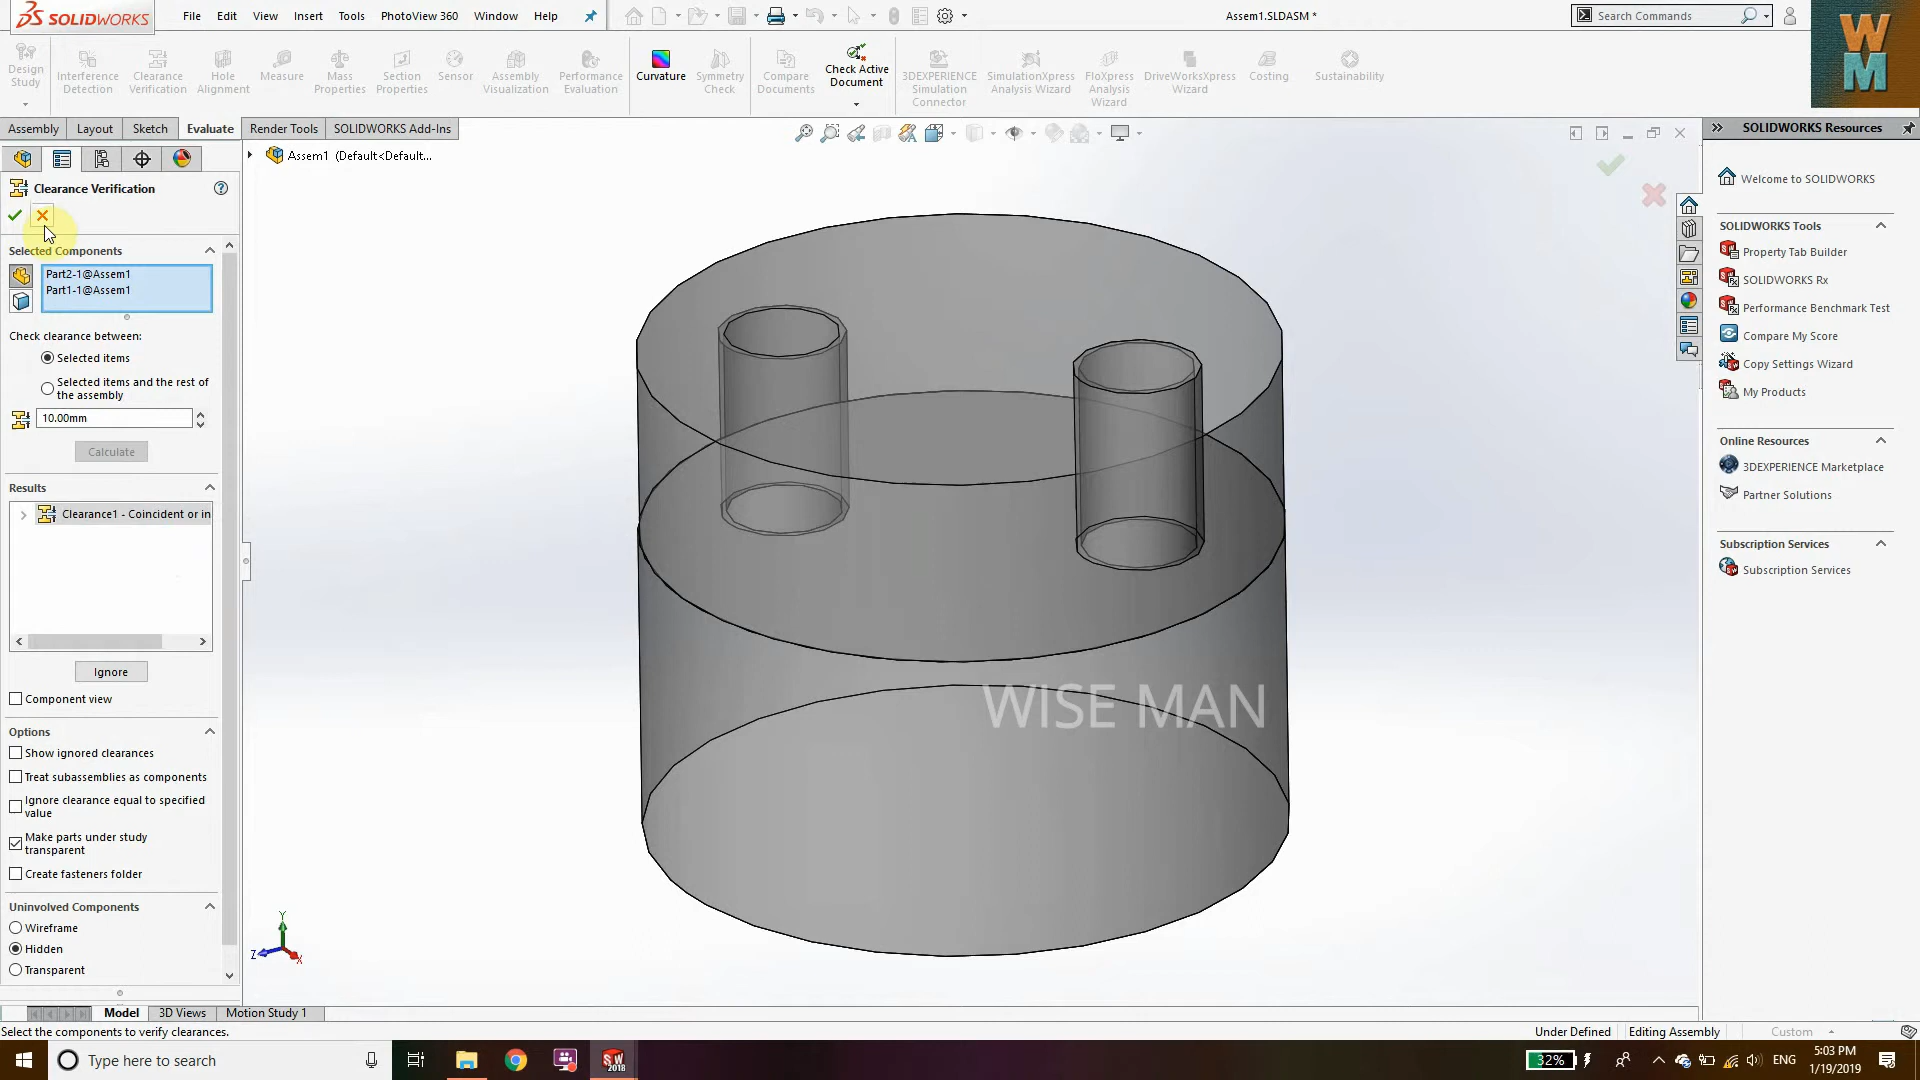 SOLIDWORKS
File Edit View Insert Tools PhotoView 360 Window Help
Assem1.SLDASM *
Search Commands
WM
Design Study
Interference Detection
Clearance Verification
Hole Alignment
Measure
Mass Properties
Section Properties
Sensor
Assembly Visualization
Performance Evaluation
Curvature
Symmetry Check
Compare Documents
Check Active Document
3DEXPERIENCE Simulation Connector
SimulationXpress Analysis Wizard
FloXpress Analysis Wizard
DriveWorksXpress Wizard
Costing
Sustainability
Assembly Layout Sketch Evaluate Render Tools SOLIDWORKS Add-Ins
Assem1 (Default<Default...
Clearance Verification
Selected Components
Part2-1@Assem1
Part1-1@Assem1
Check clearance between:
Selected items
Selected items and the rest of
the assembly
10.00mm
Calculate
Results
Clearance1 - Coincident or in
Ignore
Component view
Options
Show ignored clearances
Treat subassemblies as components
Ignore clearance equal to specified
value
Make parts under study
transparent
Create fasteners folder
Uninvolved Components
Wireframe
Hidden
Transparent
WISE MAN
Y
Z
X
SOLIDWORKS Resources
Welcome to SOLIDWORKS
SOLIDWORKS Tools
Property Tab Builder
SOLIDWORKS Rx
Performance Benchmark Test
Compare My Score
Copy Settings Wizard
My Products
Online Resources
3DEXPERIENCE Marketplace
Partner Solutions
Subscription Services
Subscription Services
Model 3D Views Motion Study 1
Select the components to verify clearances.
Under Defined Editing Assembly Custom
Type here to search
SW 2018
32%
ENG
5:03 PM
1/19/2019